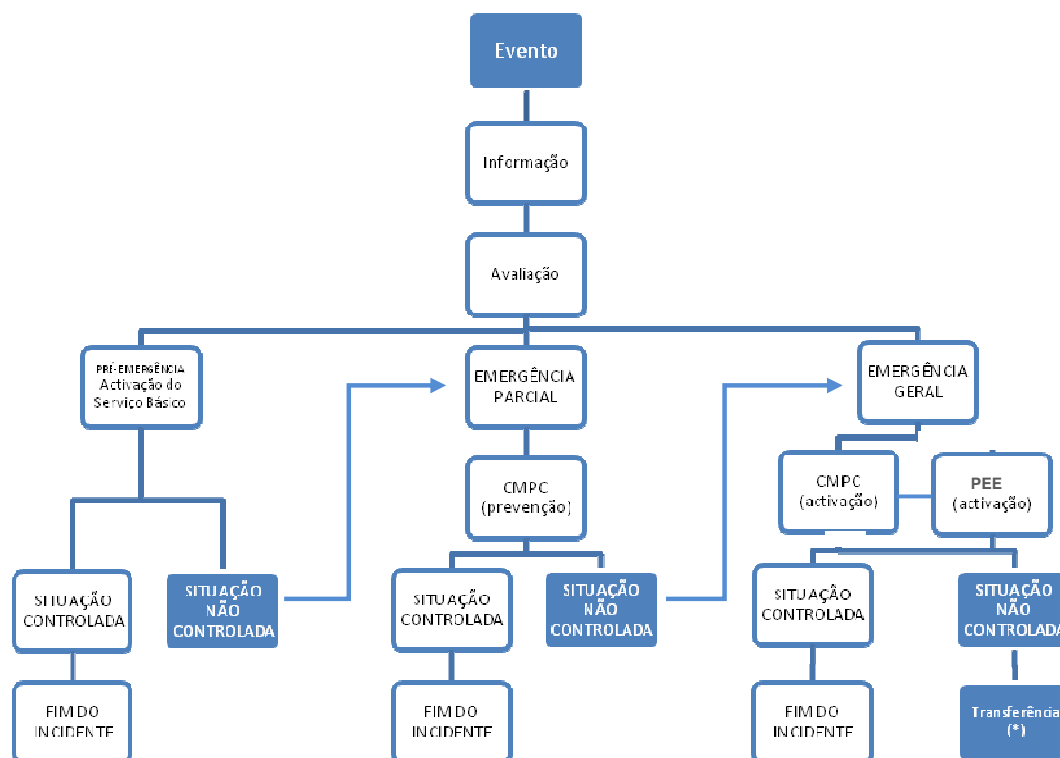 Evento
Informação
Avaliação
PRÉ-EMERGÊNCIA
Activação do
Serviço Básico
EMERGÊNCIA
PARCIAL
EMERGÊNCIA
GERAL
CMPC
(prevenção)
CMPC
(activação)
PEE
(activação)
SITUAÇÃO
CONTROLADA
SITUAÇÃO
NÃO
CONTROLADA
SITUAÇÃO
CONTROLADA
SITUAÇÃO
NÃO
CONTROLADA
SITUAÇÃO
CONTROLADA
SITUAÇÃO
NÃO
CONTROLADA
FIM DO
INCIDENTE
FIM DO
INCIDENTE
FIM DO
INCIDENTE
Transferência
(*)